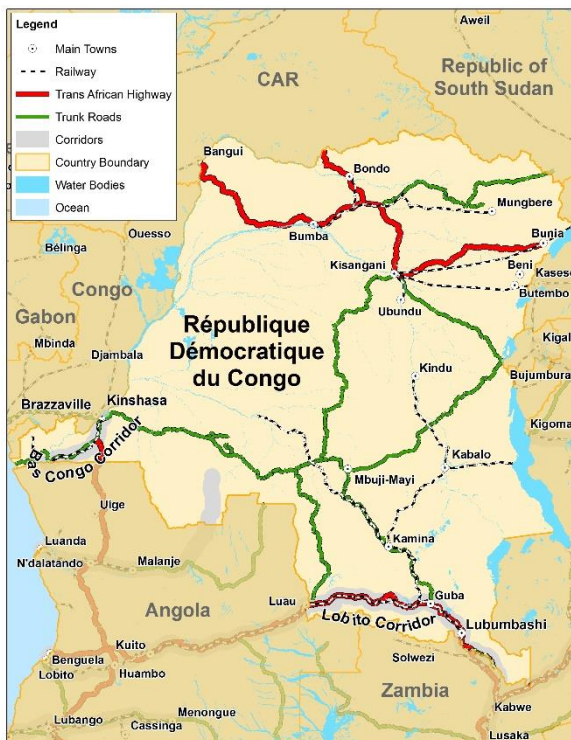 Legend
Main Towns
Railway
Trans African Highway
Trunk Roads
Corridors
Country Boundary
Water Bodies
Ocean
Aweil
CAR
Republic of
South Sudan
Bangui
Bondo
Mungbere
Bumba
Bunia
Ouesso
Kisangani
Beni
Kasese
Belinga
Butembo
Congo
Ubundu
Gabon
République
Démocratique
du Congo
Mbinda
Kigali
Djambala
Kindu
Bujumbura
Brazzaville
Kinshasa
Kigoma
Bas Congo Corridor
Kabalo
Mbuji-Mayi
Uige
Kamina
Luanda
N'dalatando
Malanje
Guba
Luau
Lobito Corridor
Lubumbashi
Angola
Kuito
Solwezi
Benguela
Lobito
Huambo
Zambia
Kabwe
Menongue
Lubango
Cassinga
Lusaka